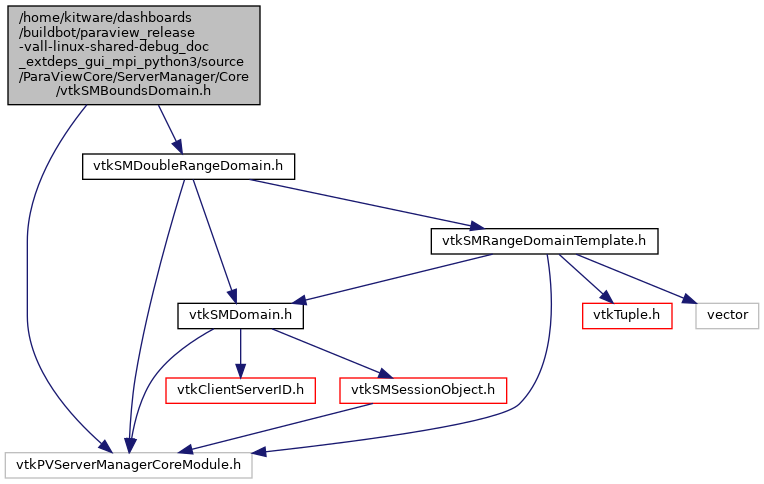 /home/kitware/dashboards
/buildbot/paraview_release
-vall-linux-shared-debug_doc
_extdeps_gui_mpi_python3/source
/ParaViewCore/ServerManager/Core
/vtkSMBoundsDomain.h
vtkSMDoubleRangeDomain.h
vtkSMRangeDomainTemplate.h
vtkSMDomain.h
vtkTuple.h
vector
vtkClientServerID.h
vtkSMSessionObject.h
vtkPVServerManagerCoreModule.h